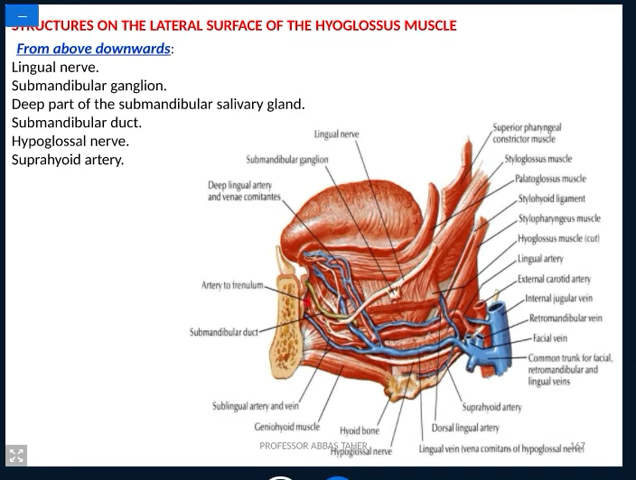 STRUCTURES ON THE LATERAL SURFACE OF THE HYOGLOSSUS MUSCLE
From above downwards:
Lingual nerve.
Submandibular ganglion.
Deep part of the submandibular salivary gland.
Submandibular duct.
Hypoglossal nerve.
Suprahyoid artery.
Lingual nerve
Submandibular ganglion
Deep lingual artery
and venae comitantes
Artery to frenulum
Submandibular duct
Sublingual artery and vein
Geniohyoid muscle
Hyoid bone
Hypoglossal nerve
Superior pharyngeal
constrictor muscle
Styloglossus muscle
Palatoglossus muscle
Stylohyoid ligament
Stylopharyngeus muscle
Hyoglossus muscle (cut)
Lingual artery
External carotid artery
Internal jugular vein
Retromandibular vein
Facial vein
Common trunk for facial,
retromandibular and
lingual veins
Suprahyoid artery
Dorsal lingual artery
Lingual vein (vena comitans of hypoglossal nerve)
PROFESSOR ABBAS TAHER
167